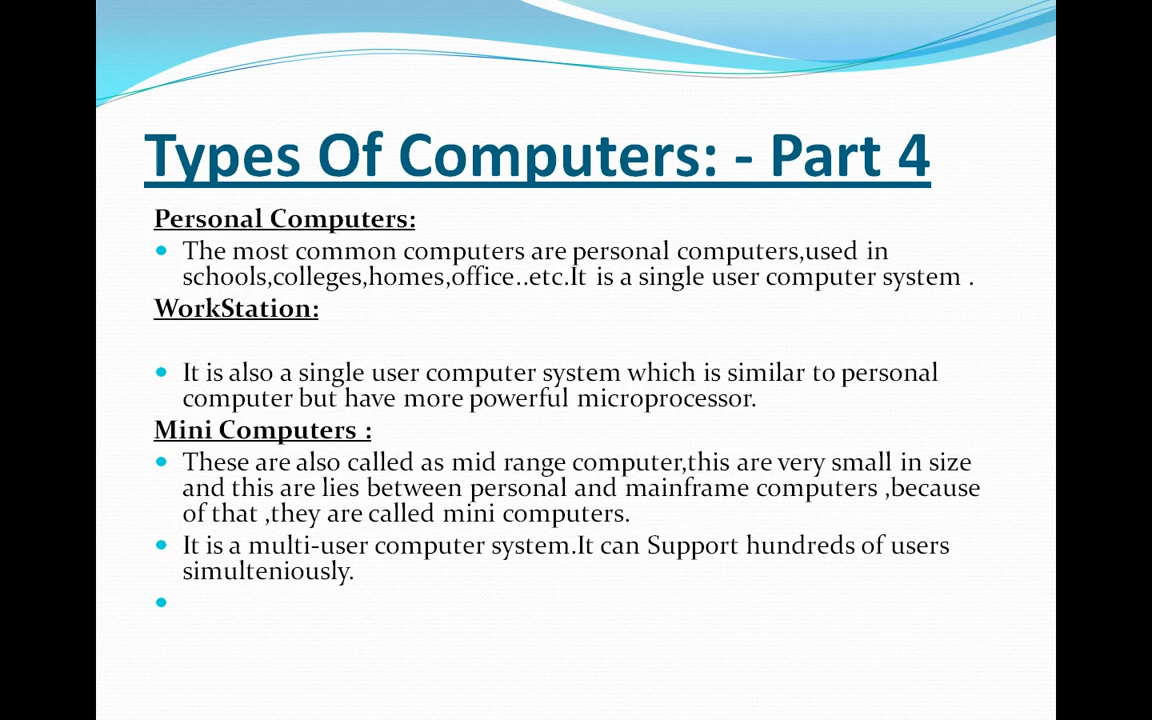 Types Of Computers: - Part 4
Personal Computers:
The most common computers are personal computers,used in
schools,colleges,homes,office..etc.It is a single user computer system .
WorkStation:
It is also a single user computer system which is similar to personal
computer but have more powerful microprocessor.
Mini Computers :
These are also called as mid range computer,this are very small in size
and this are lies between personal and mainframe computers ,because
of that ,they are called mini computers.
It is a multi-user computer system.It can Support hundreds of users
simulteniously.